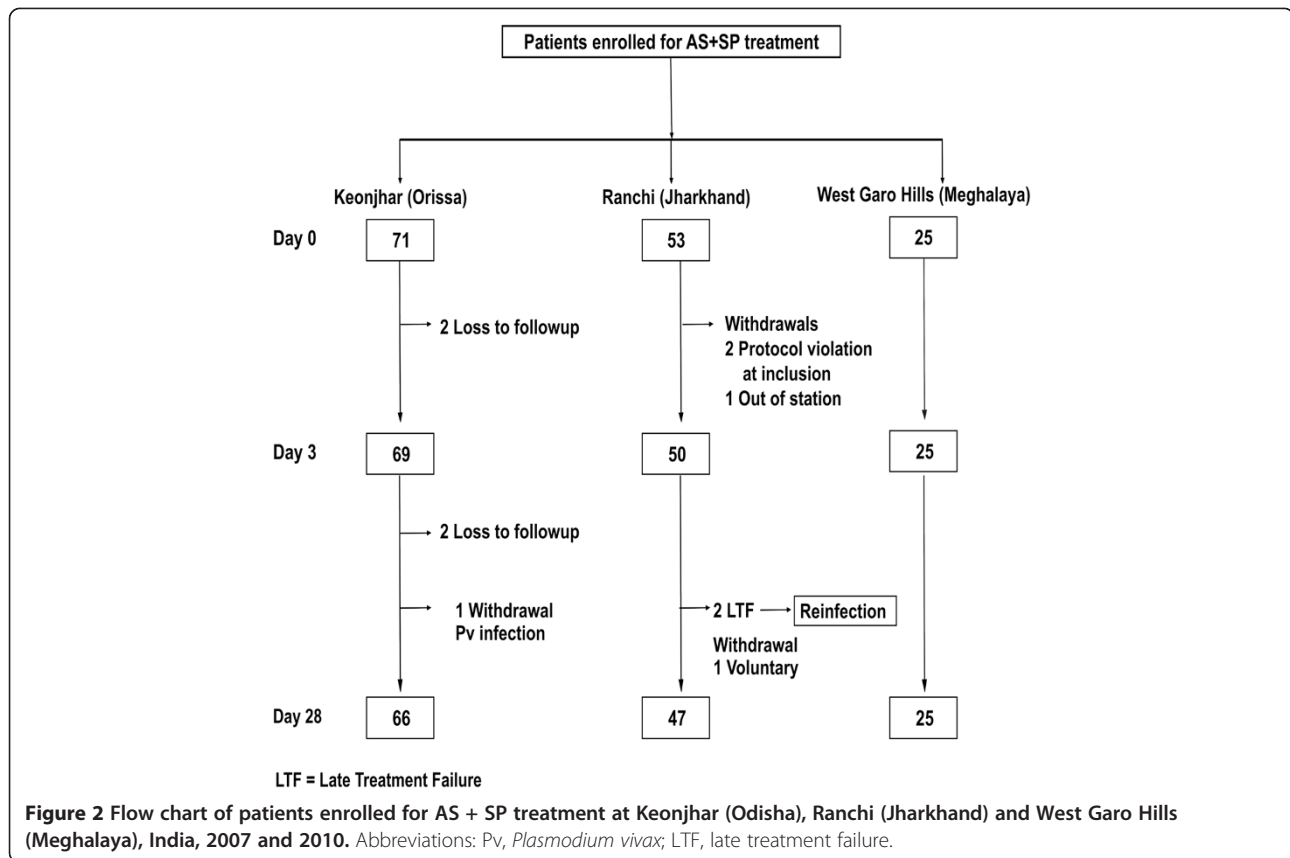 Patients enrolled for AS+SP treatment
Keonjhar (Orissa)
Ranchi (Jharkhand)
West Garo Hills (Meghalaya)
Day 0
71
53
25
2 Loss to followup
Withdrawals
2 Protocol violation
at inclusion
1 Out of station
Day 3
69
50
25
2 Loss to followup
1 Withdrawal
Pv infection
2 LTF
Reinfection
Withdrawal
1 Voluntary
Day 28
66
47
25
LTF = Late Treatment Failure
Figure 2 Flow chart of patients enrolled for AS + SP treatment at Keonjhar (Odisha), Ranchi (Jharkhand) and West Garo Hills
(Meghalaya), India, 2007 and 2010. Abbreviations: Pv, Plasmodium vivax; LTF, late treatment failure.